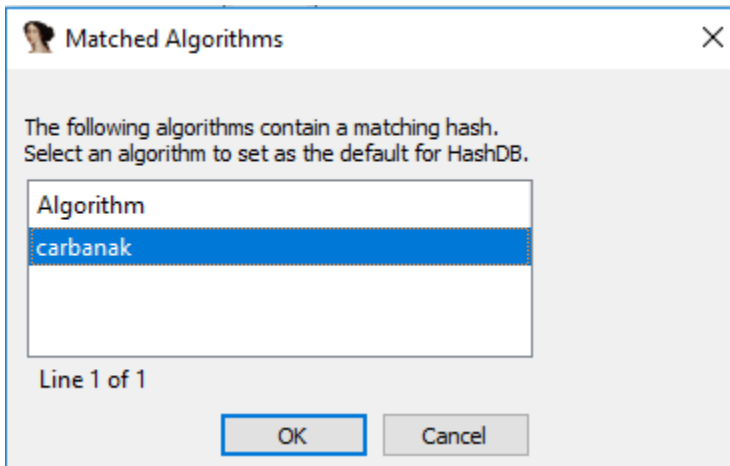 Matched Algorithms
The following algorithms contain a matching hash.
Select an algorithm to set as the default for HashDB.
Algorithm
carbanak
Line 1 of 1
OK
Cancel